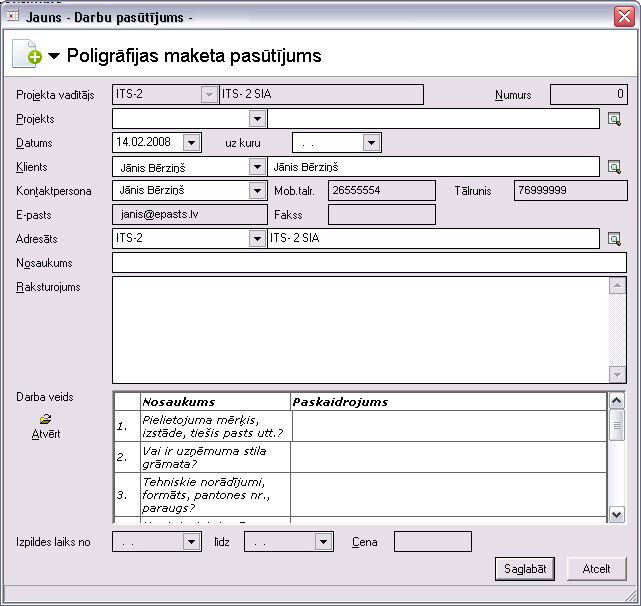 Jauns - Darbu pasūtījums -
Poligrāfijas maketa pasūtījums
Projekta vadītājs ITS-2 ITS- 2 SIA Numurs 0
Projekts
Datums 14.02.2008 uz kuru . .
Klients Jānis Bērziņš Jānis Bērziņš
Kontaktpersona Jānis Bērziņš Mob.talr. 26555554 Tālrunis 76999999
E-pasts janis@epasts.lv Fakss
Adresāts ITS-2 ITS- 2 SIA
Nosaukums
Raksturojums
Darba veids
Atvērt
Nosaukums Paskaidrojums
1. Pielietojuma mērķis,
izstāde, tiešis pasts utt.?
2. Vai ir uzņēmuma stila
grāmata?
3. Tehniskie norādījumi,
formāts, pantones nr.,
paraugs?
Izpildes laiks no . . līdz . . Cena
Saglabāt Atcelt